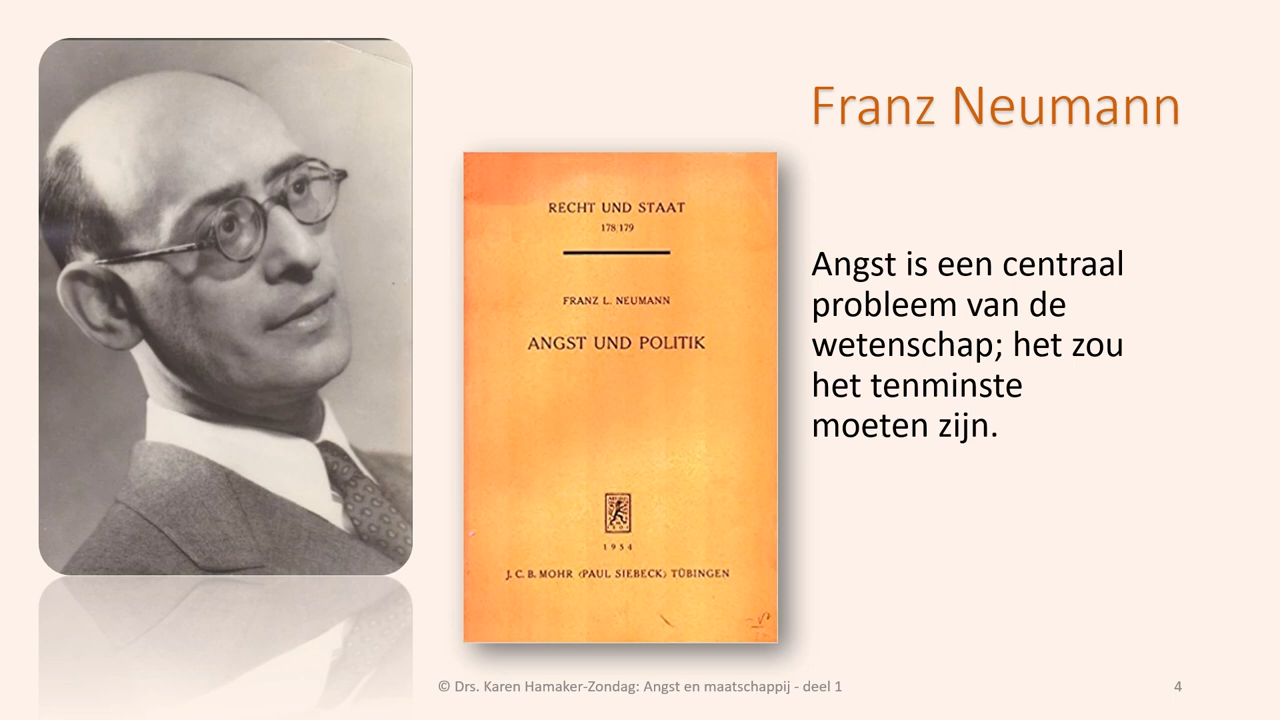 Franz Neumann
RECHT UND STAAT
178/179
FRANZ L. NEUMANN
ANGST UND POLITIK
1954
J. C. B. MOHR (PAUL SIEBECK) TÜBINGEN
Angst is een centraal
probleem van de
wetenschap; het zou
het tenminste
moeten zijn.
© Drs. Karen Hamaker-Zondag: Angst en maatschappij - deel 1
4